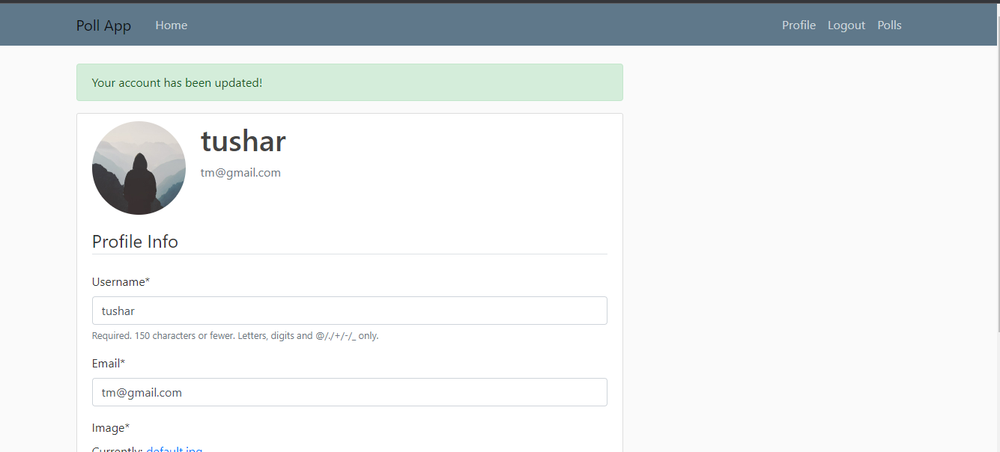 Poll App Home Profile Logout Polls
Your account has been updated!
tushar
tm@gmail.com
Profile Info
Username*
tushar
Required. 150 characters or fewer. Letters, digits and @/./+/-/_ only.
Email*
tm@gmail.com
Image*
Currently: default.jpg